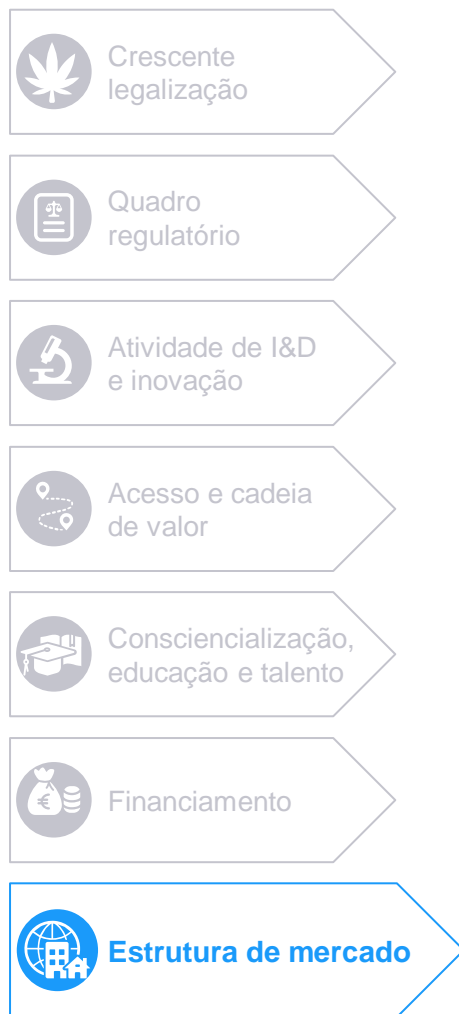 Crescente
legalização
Quadro
regulatório
Atividade de I&D
e inovação
Acesso e cadeia
de valor
Consciencialização,
educação e talento
€
Financiamento
Estrutura de mercado